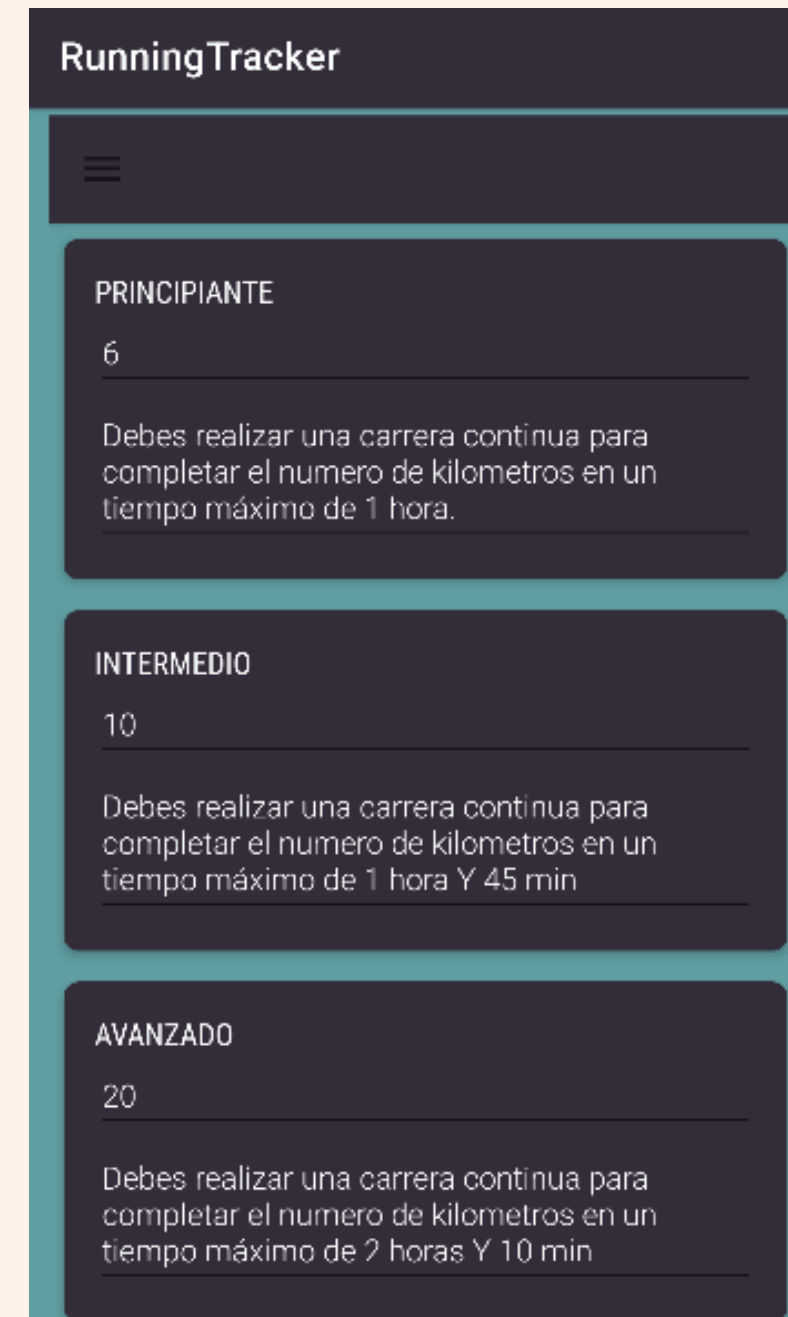 RunningTracker
PRINCIPIANTE
6
Debes realizar una carrera continua para
completar el numero de kilometros en un
tiempo máximo de 1 hora.
INTERMEDIO
10
Debes realizar una carrera continua para
completar el numero de kilometros en un
tiempo máximo de 1 hora Y 45 min
AVANZADO
20
Debes realizar una carrera continua para
completar el numero de kilometros en un
tiempo máximo de 2 horas Y 10 min